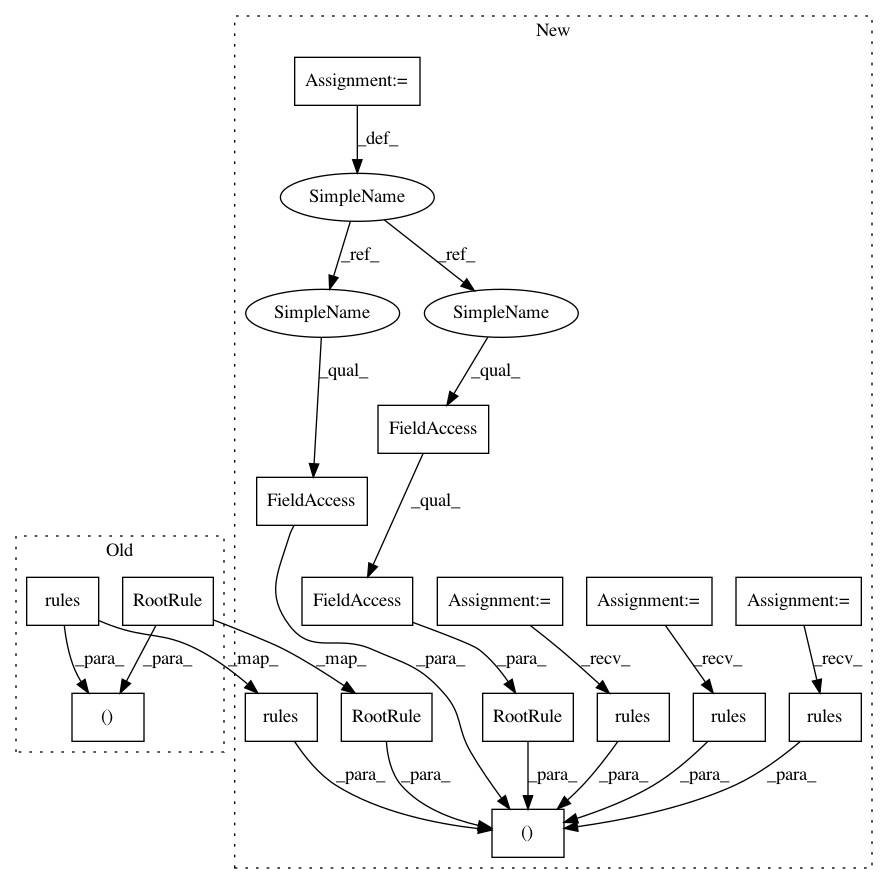 New
Assignment:=
_def_
SimpleName
_ref_ _ref_
SimpleName SimpleName
_qual_ _qual_
FieldAccess
FieldAccess
_qual_
Old
rules RootRule FieldAccess Assignment:= Assignment:= Assignment:=
_para_ _para_ _map_ _map_ _para_ _para_ _recv_ _recv_ _recv_
() rules RootRule RootRule rules rules rules
_para_ _para_ _para_ _para_ _para_ _para_
()